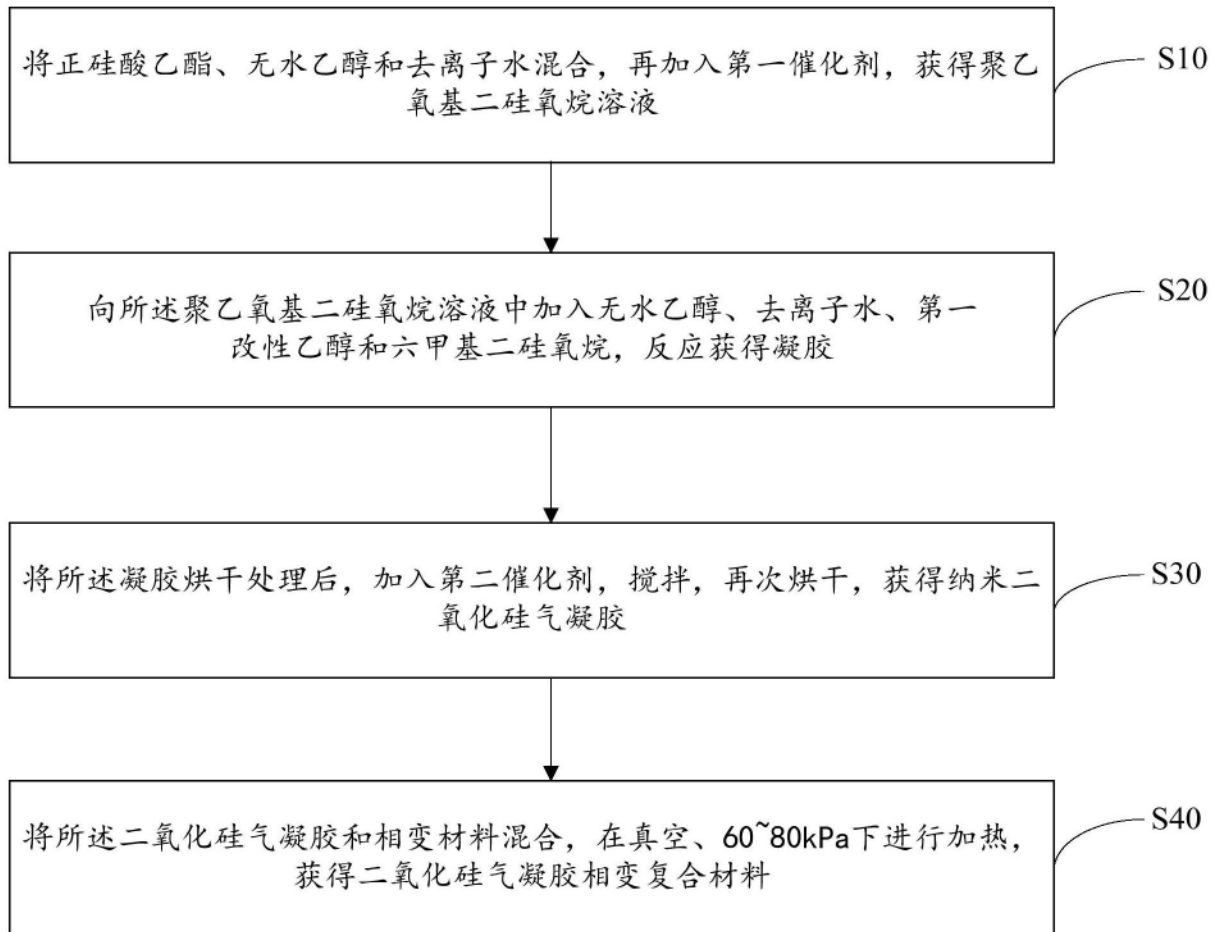 将正硅酸乙酯、无水乙醇和去离子水混合，再加入第一催化剂，获得聚乙
氧基二硅氧烷溶液
S10
向所述聚乙氧基二硅氧烷溶液中加入无水乙醇、去离子水、第一
改性乙醇和六甲基二硅氧烷，反应获得凝胶
S20
将所述凝胶烘干处理后，加入第二催化剂，搅拌，再次烘干，获得纳米二
氧化硅气凝胶
S30
将所述二氧化硅气凝胶和相变材料混合，在真空、60~80kPa下进行加热，
获得二氧化硅气凝胶相变复合材料
S40